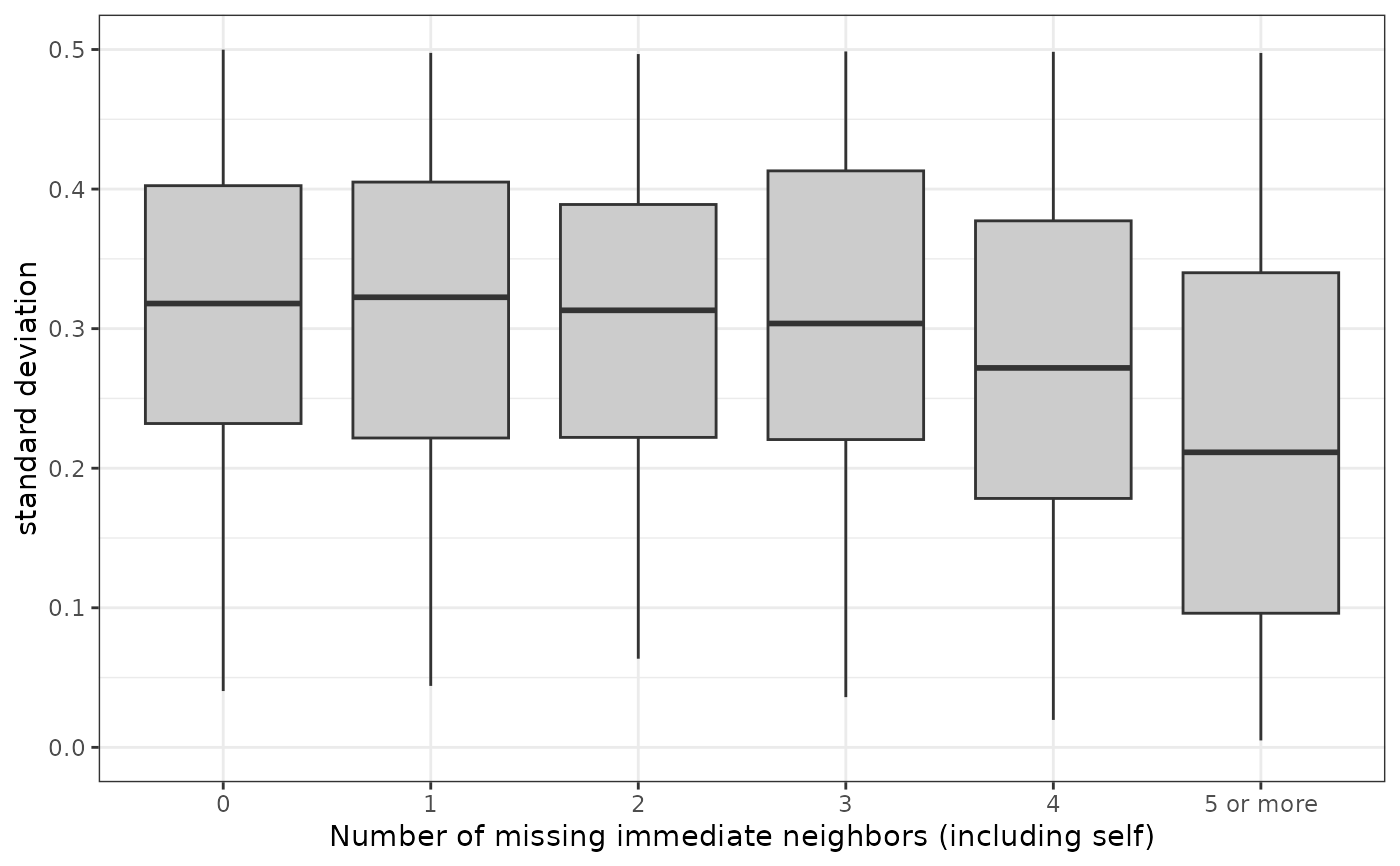 standard deviation
0.5
0.4
0.3
0.2
0.1
0.0
0 1 2 3 4 5 or more
Number of missing immediate neighbors (including self)